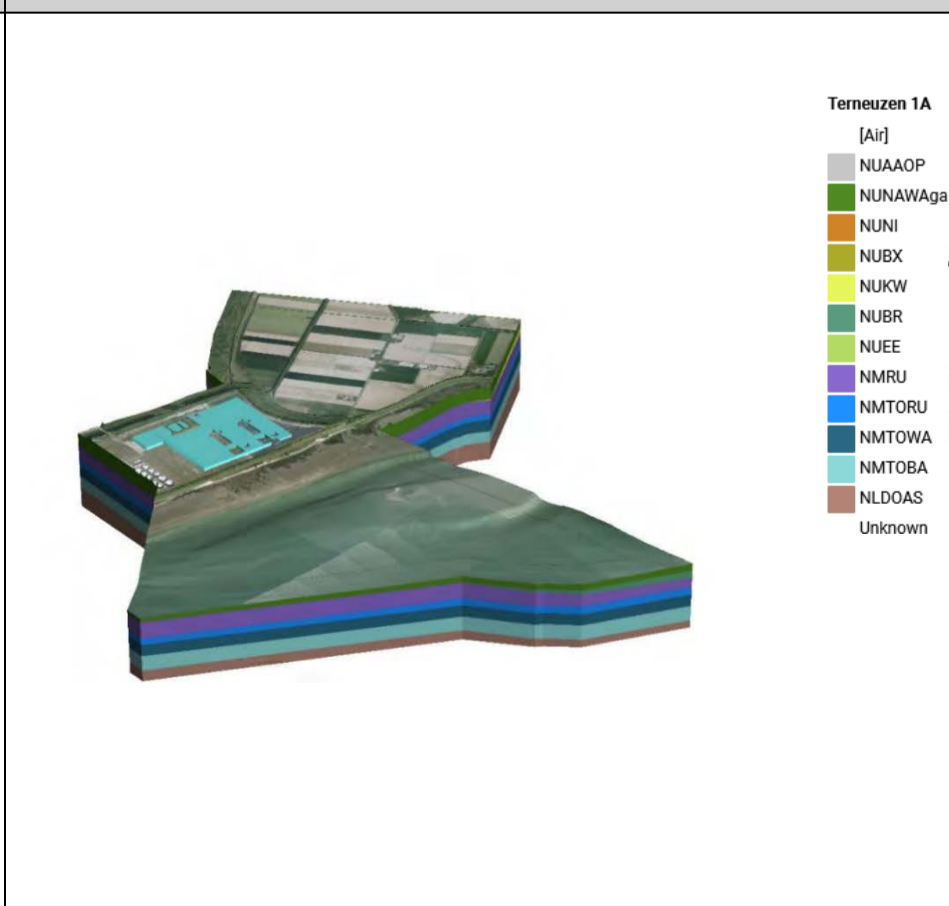 Terneuzen 1A
[Air]
NUAAOP
NUNAWAga
NUNI
NUBX
NUKW
NUBR
NUEE
NMRU
NMTORU
NMTOWA
NMTOBA
NLDOAS
Unknown